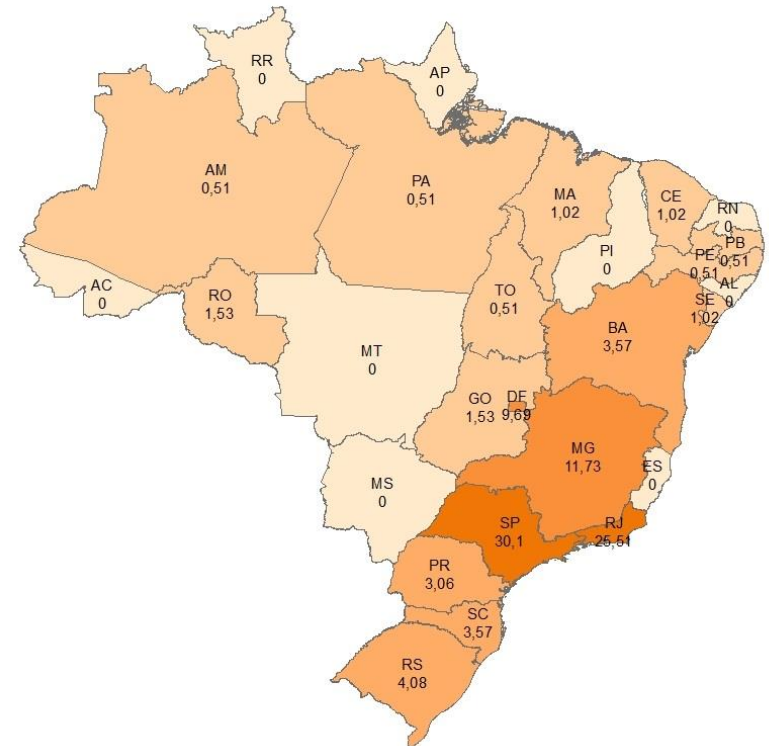 RR
0
AP
0
AM
0,51
PA
0,51
MA
1,02
CE
1,02
RN
0
PB
0,51
PE
0,51
PI
0
AL
0
SE
1,02
AC
0
RO
1,53
TO
0,51
BA
3,57
MT
0
GO
1,53
DF
9,69
MG
11,73
ES
0
MS
0
SP
30,1
RJ
25,51
PR
3,06
SC
3,57
RS
4,08